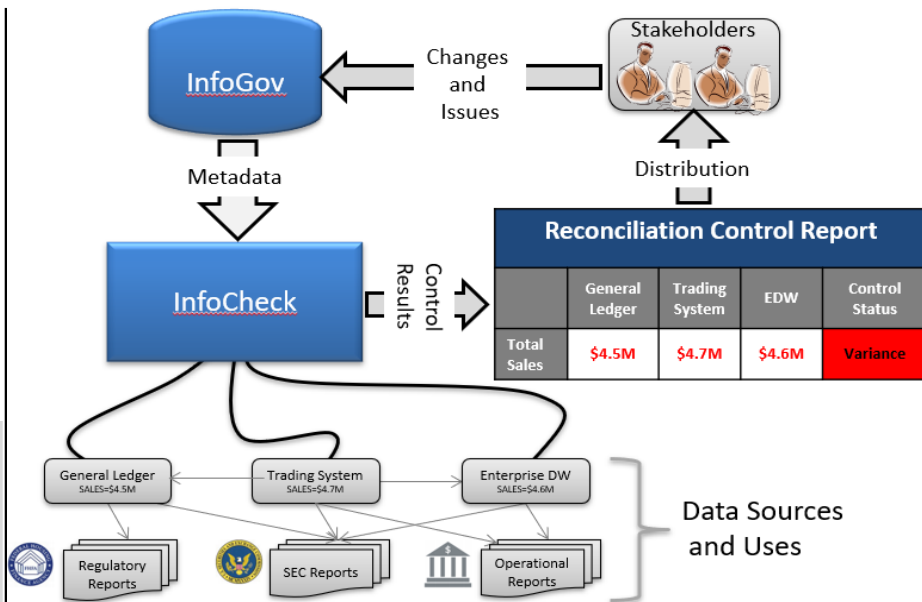 Stakeholders
InfoGov
Changes
and
Issues
Metadata
Distribution
Reconciliation Control Report
General
Ledger
Trading
System
EDW
Control
Status
Total
Sales
$4.5M
$4.7M
$4.6M
Variance
InfoCheck
Control
Results
General Ledger
SALES=$4.5M
Trading System
SALES=$4.7M
Enterprise DW
SALES=$4.6M
Data Sources
and Uses
Regulatory
Reports
SEC Reports
Operational
Reports